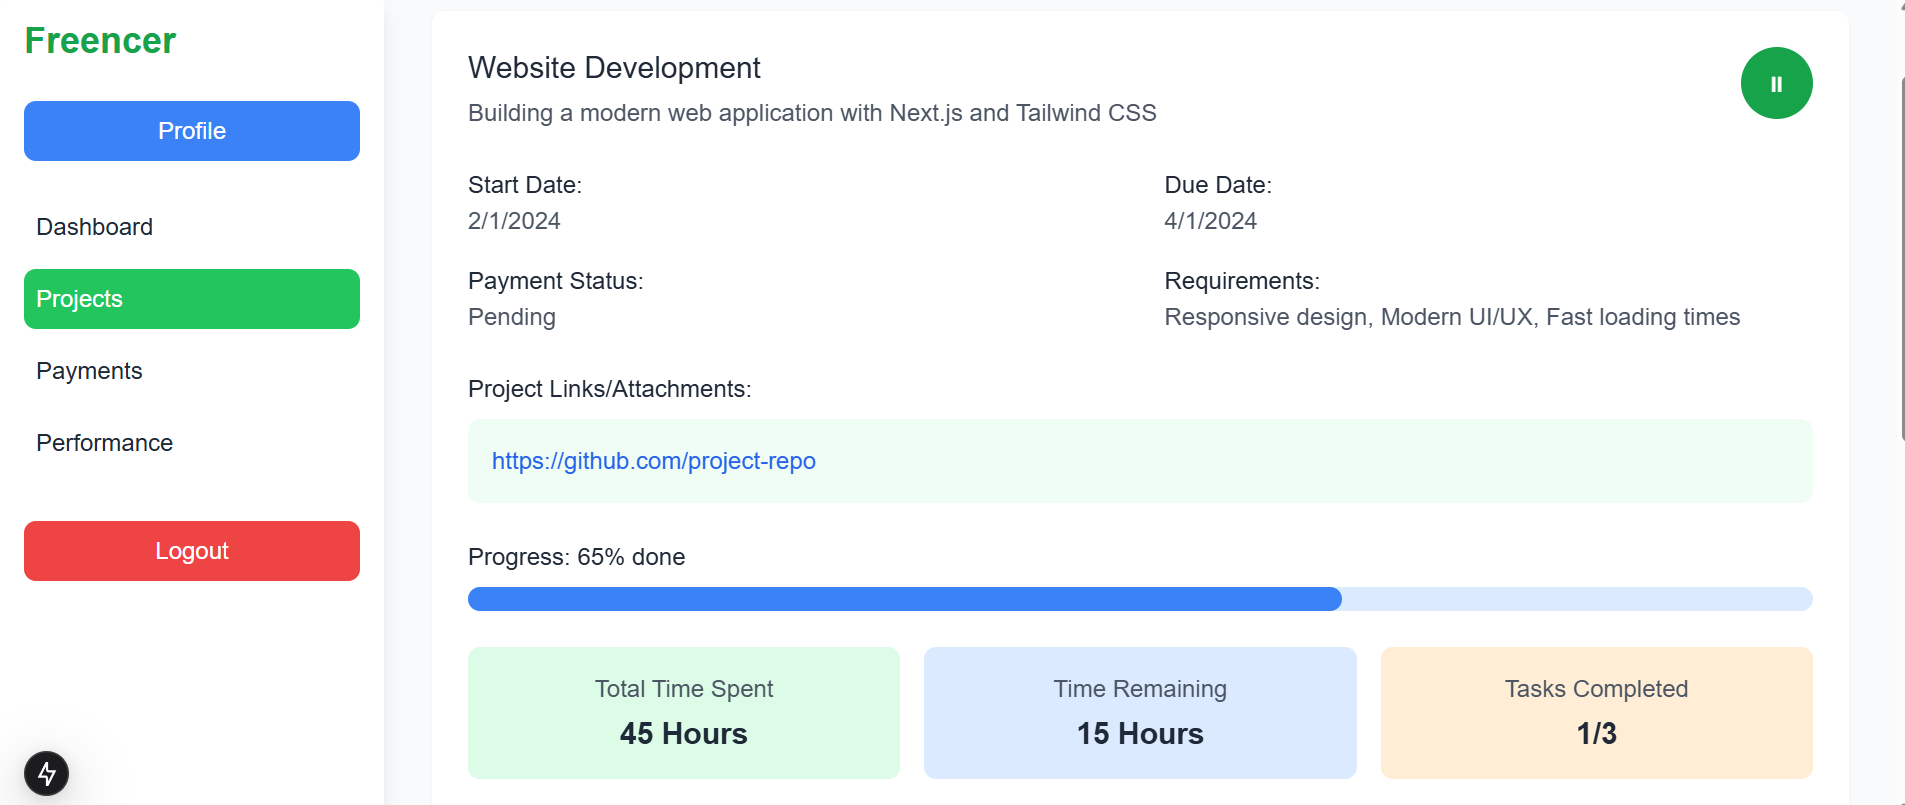 Freencer
Profile
Dashboard
Projects
Payments
Performance
Logout
Website Development
Building a modern web application with Next.js and Tailwind CSS
Start Date:
2/1/2024
Due Date:
4/1/2024
Payment Status:
Pending
Requirements:
Responsive design, Modern UI/UX, Fast loading times
Project Links/Attachments:
https://github.com/project-repo
Progress: 65% done
Total Time Spent
45 Hours
Time Remaining
15 Hours
Tasks Completed
1/3